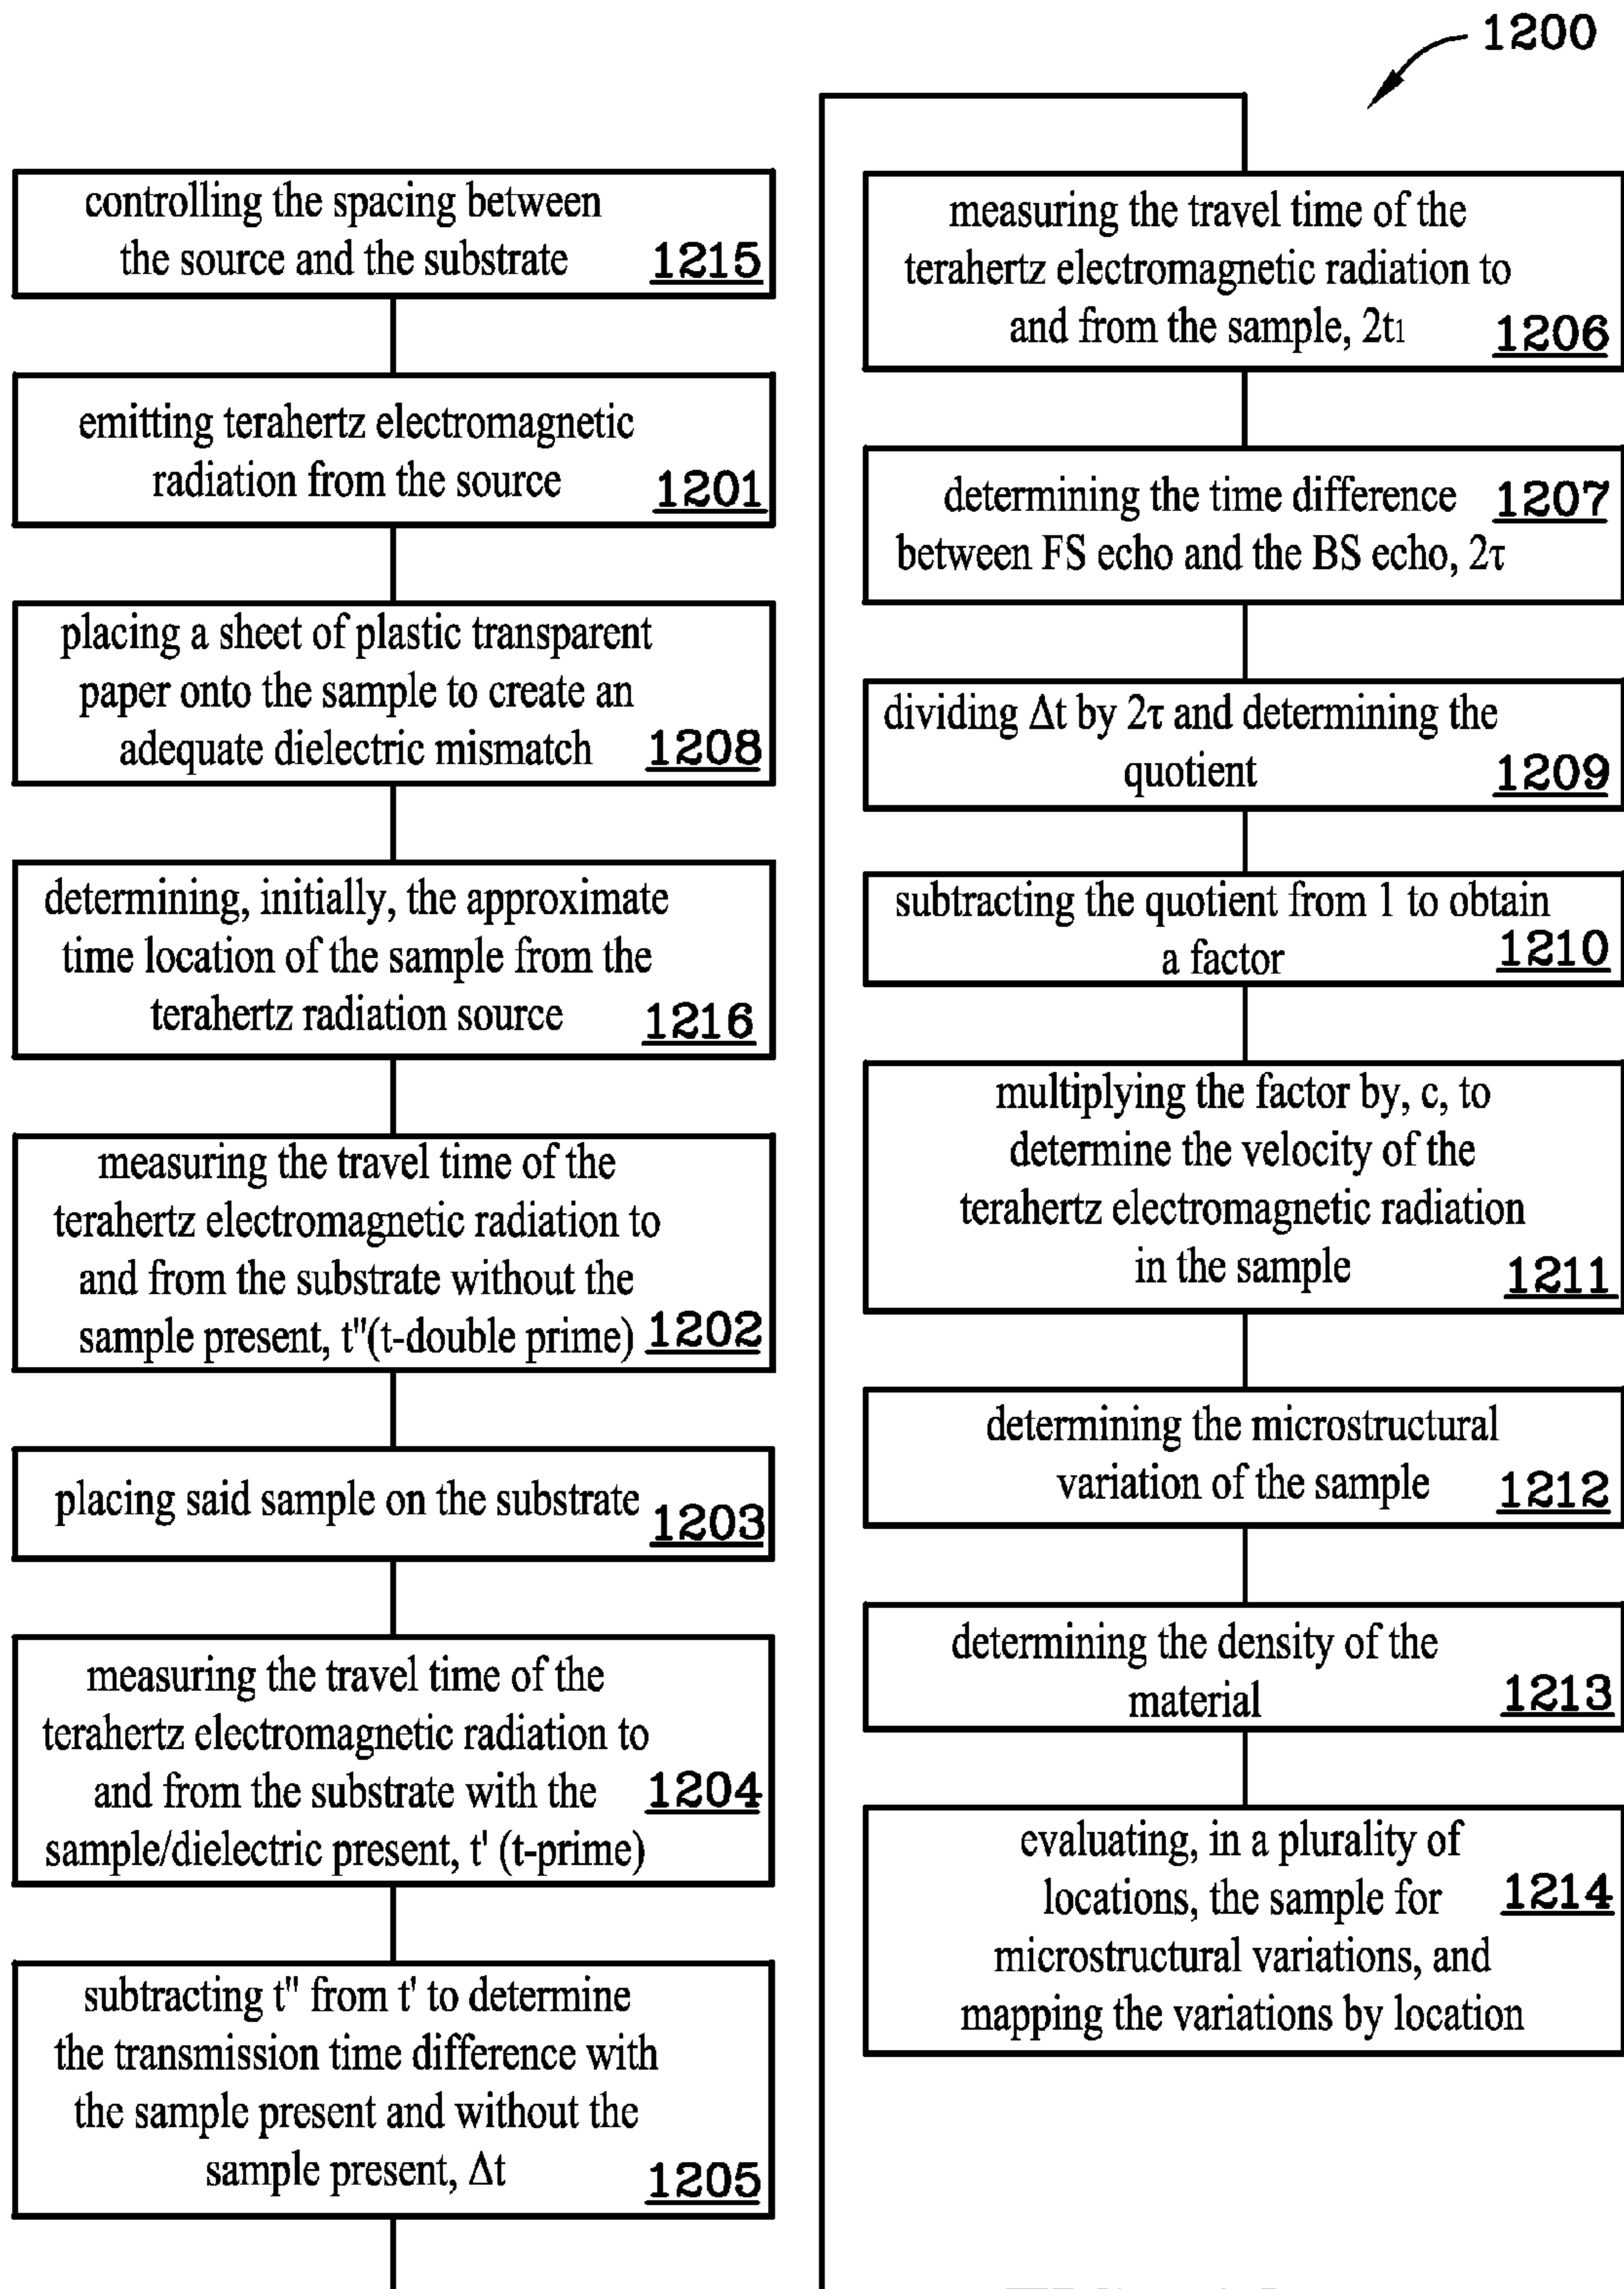 1200
controlling the spacing between
the source and the substrate 1215
emitting terahertz electromagnetic
radiation from the source 1201
placing a sheet of plastic transparent
paper onto the sample to create an
adequate dielectric mismatch 1208
determining, initially, the approximate
time location of the sample from the
terahertz radiation source 1216
measuring the travel time of the
terahertz electromagnetic radiation to
and from the substrate without the
sample present, t"(t-double prime) 1202
placing said sample on the substrate 1203
measuring the travel time of the
terahertz electromagnetic radiation to
and from the substrate with the 1204
sample/dielectric present, t' (t-prime)
subtracting t" from t' to determine
the transmission time difference with
the sample present and without the
sample present, Δt 1205
measuring the travel time of the
terahertz electromagnetic radiation to
and from the sample, 2t1 1206
determining the time difference 1207
between FS echo and the BS echo, 2τ
dividing Δt by 2τ and determining the
quotient 1209
subtracting the quotient from 1 to obtain
a factor 1210
multiplying the factor by, c, to
determine the velocity of the
terahertz electromagnetic radiation
in the sample 1211
determining the microstructural
variation of the sample 1212
determining the density of the
material 1213
evaluating, in a plurality of
locations, the sample for 1214
microstructural variations, and
mapping the variations by location